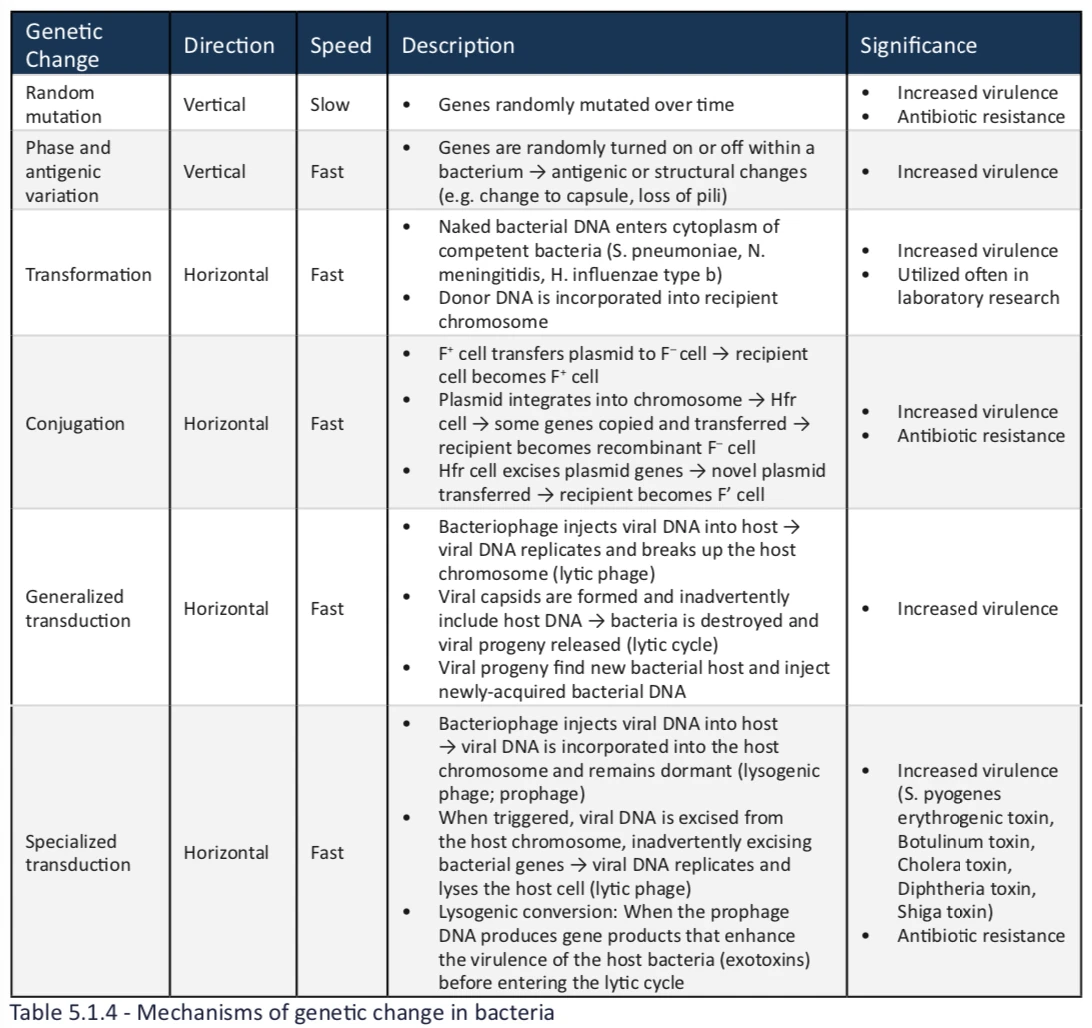 Genetic
Change
Direction
Speed
Description
Significance
Random
mutation
Vertical
Slow
• Genes randomly mutated over time
• Increased virulence
• Antibiotic resistance
Phase and
antigenic
variation
Vertical
Fast
• Genes are randomly turned on or off within a
bacterium → antigenic or structural changes
(e.g. change to capsule, loss of pili)
• Increased virulence
Transformation
Horizontal
Fast
• Naked bacterial DNA enters cytoplasm of
competent bacteria (S. pneumoniae, N.
meningitidis, H. influenzae type b)
• Donor DNA is incorporated into recipient
chromosome
• Increased virulence
• Utilized often in
laboratory research
Conjugation
Horizontal
Fast
• F⁺ cell transfers plasmid to F⁻ cell → recipient
cell becomes F⁺ cell
• Plasmid integrates into chromosome → Hfr
cell → some genes copied and transferred →
recipient becomes recombinant F⁻ cell
• Hfr cell excises plasmid genes → novel plasmid
transferred → recipient becomes F’ cell
• Increased virulence
• Antibiotic resistance
Generalized
transduction
Horizontal
Fast
• Bacteriophage injects viral DNA into host →
viral DNA replicates and breaks up the host
chromosome (lytic phage)
• Viral capsids are formed and inadvertently
include host DNA → bacteria is destroyed and
viral progeny released (lytic cycle)
• Viral progeny find new bacterial host and inject
newly-acquired bacterial DNA
• Increased virulence
Specialized
transduction
Horizontal
Fast
• Bacteriophage injects viral DNA into host
→ viral DNA is incorporated into the host
chromosome and remains dormant (lysogenic
phage; prophage)
• When triggered, viral DNA is excised from
the host chromosome, inadvertently excising
bacterial genes → viral DNA replicates and
lyses the host cell (lytic phage)
• Lysogenic conversion: When the prophage
DNA produces gene products that enhance
the virulence of the host bacteria (exotoxins)
before entering the lytic cycle
• Increased virulence
(S. pyogenes
erythrogenic toxin,
Botulinum toxin,
Cholera toxin,
Diphtheria toxin,
Shiga toxin)
• Antibiotic resistance
Table 5.1.4 - Mechanisms of genetic change in bacteria